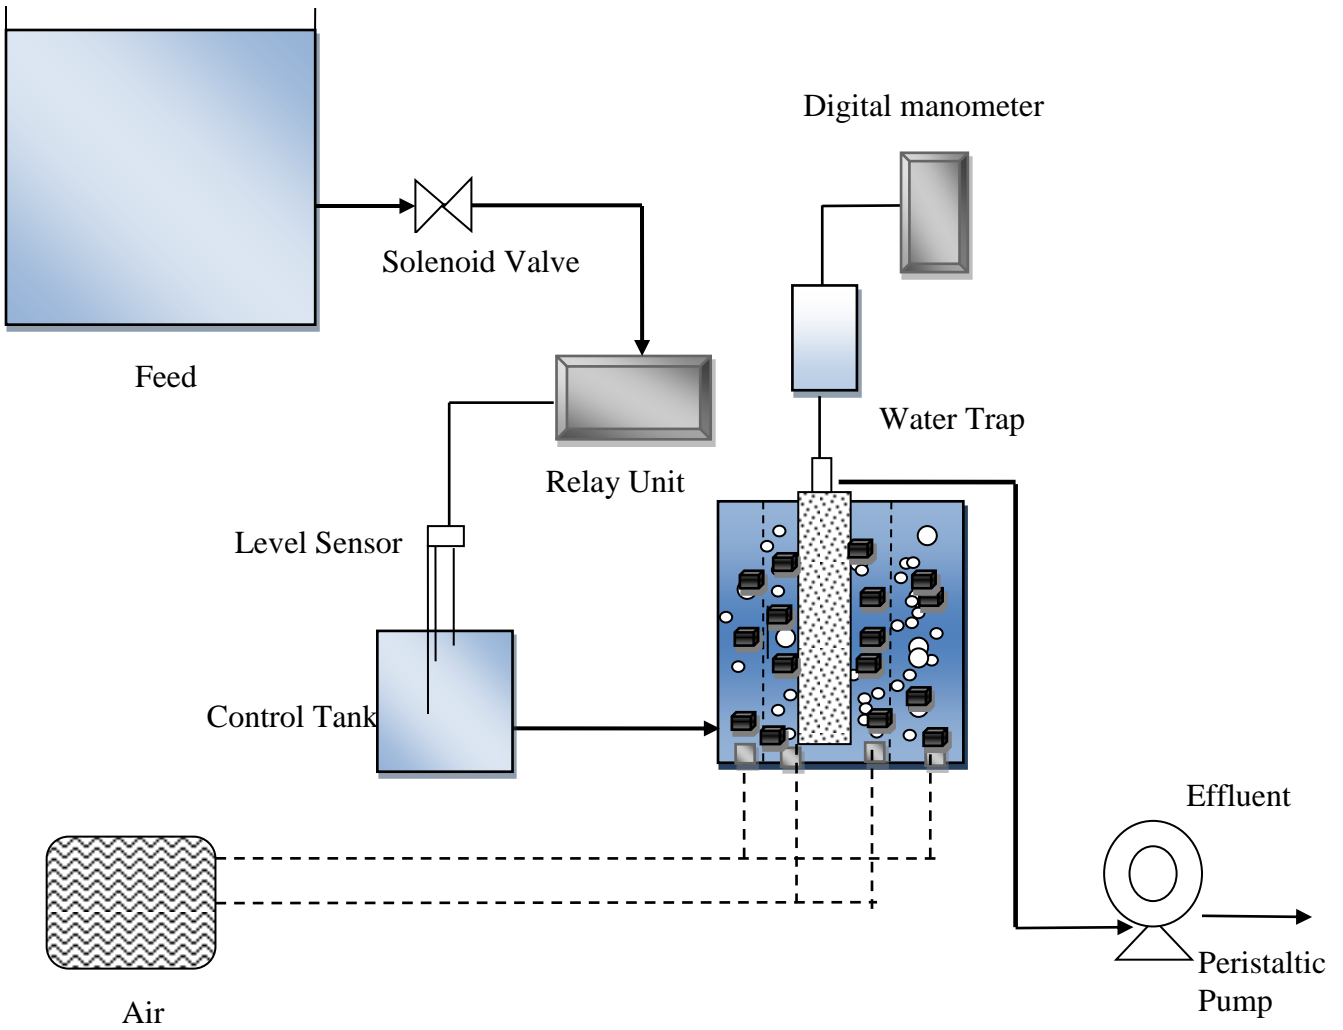 Digital manometer
Solenoid Valve
Feed
Water Trap
Relay Unit
Level Sensor
Control Tank
Effluent
Peristaltic
Pump
Air